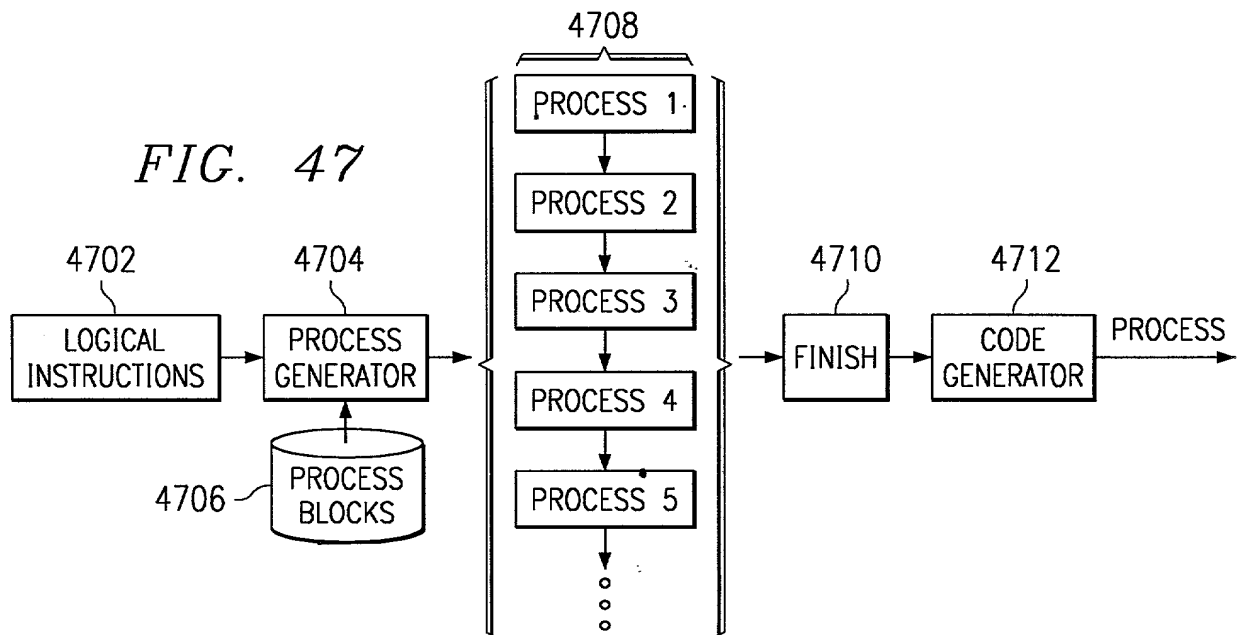 4708
PROCESS 1
FIG. 47
PROCESS 2
4702
4704
4710
4712
LOGICAL
INSTRUCTIONS
PROCESS
GENERATOR
PROCESS 3
FINISH
CODE
GENERATOR
PROCESS
PROCESS 4
4706
PROCESS
BLOCKS
PROCESS 5